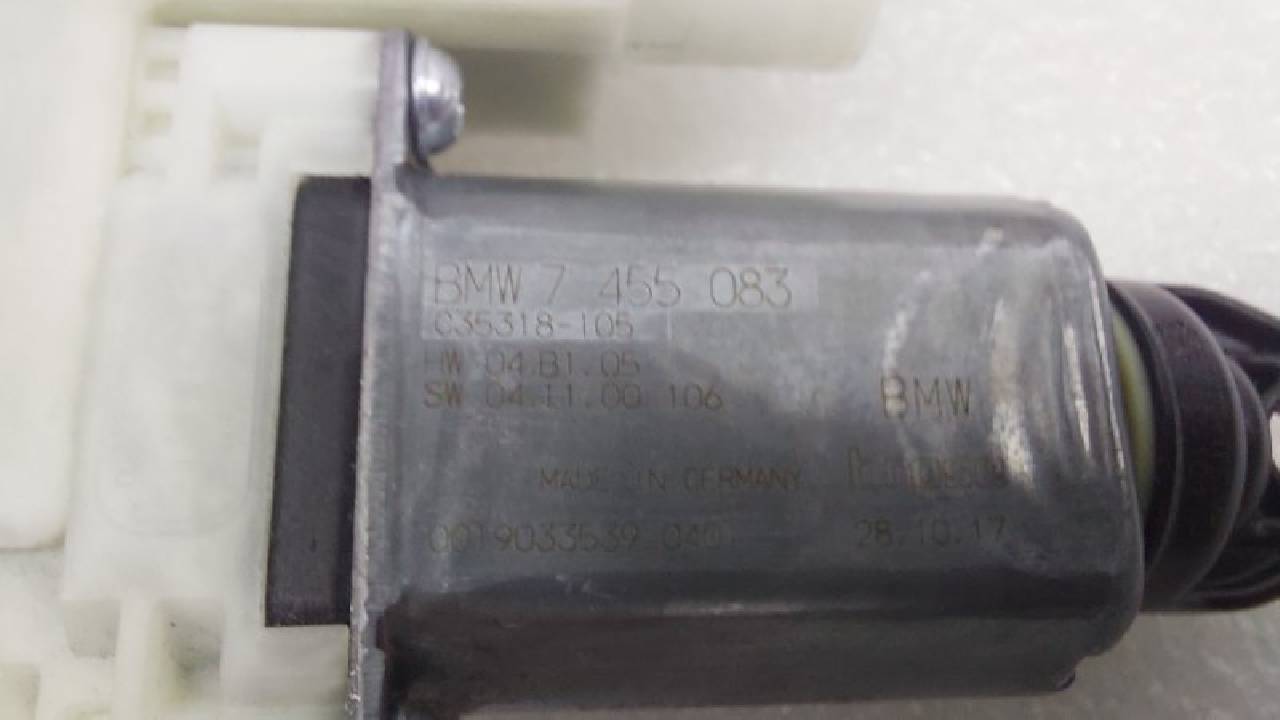 BMW 7 455 083
C35318-105
HW 04.B1.05
SW 04.11.00 106
BMW
MADE IN GERMANY
0019033539 040
28.10.17